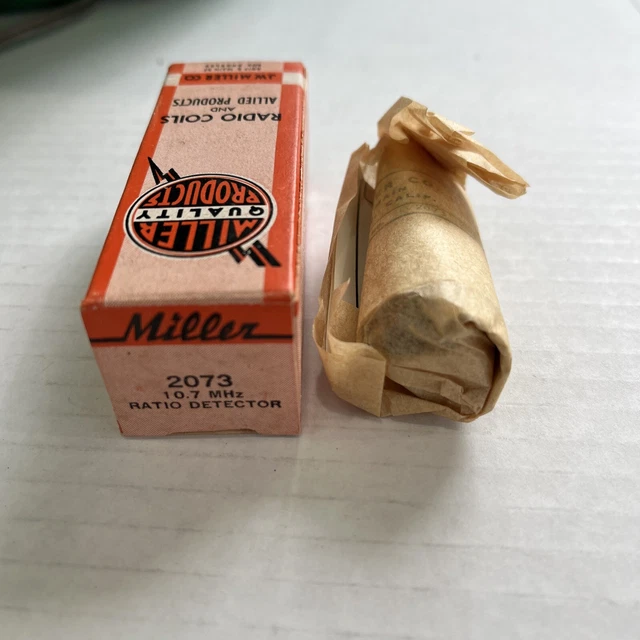 J.W. MILLER CO
RADIO COILS
AND
ALLIED PRODUCTS
MILLER
QUALITY
PRODUCTS
Miller
2073
10.7 MHz
RATIO DETECTOR